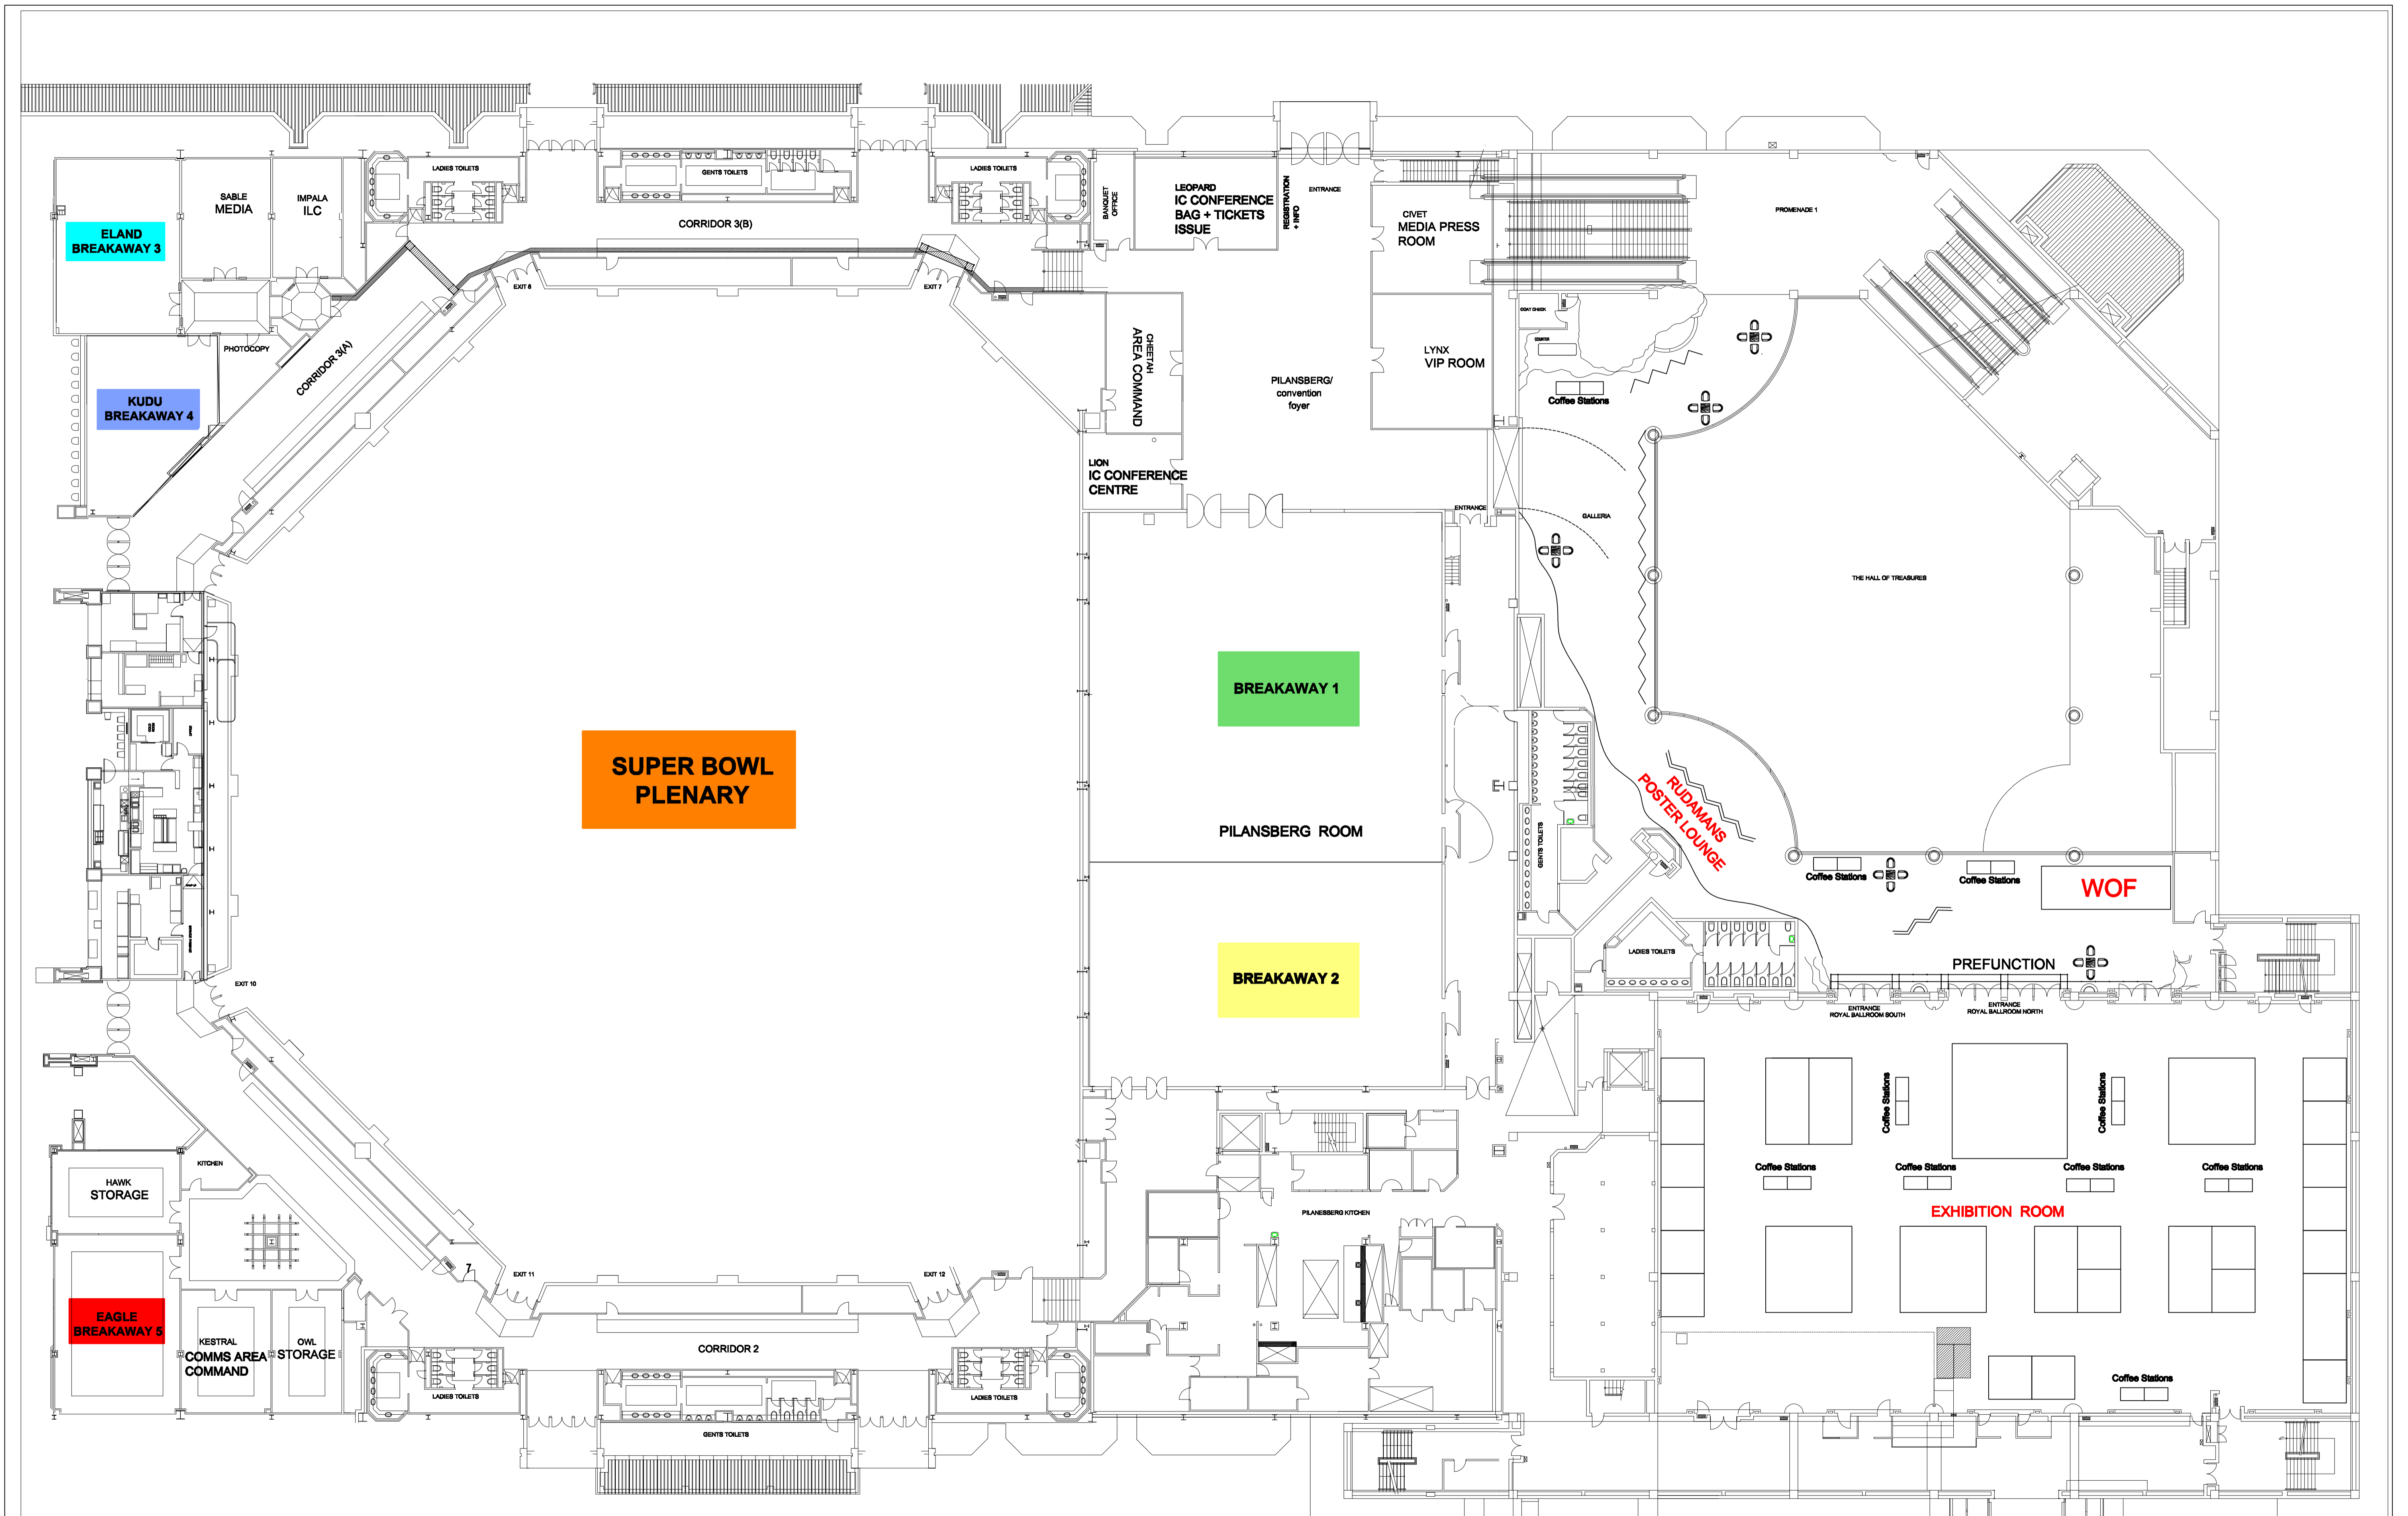 LADIES TOILETS
GENTS TOILETS
LADIES TOILETS
SABLE
MEDIA
IMPALA
ILC
BANQUET
OFFICE
LEOPARD
IC CONFERENCE
BAG + TICKETS
ISSUE
REGISTRATION
+ INFO
ENTRANCE
CIVET
MEDIA PRESS
ROOM
PROMENADE 1
ELAND
BREAKAWAY 3
CORRIDOR 3(B)
EXIT 8
EXIT 7
PHOTOCOPY
CORRIDOR 3(A)
KUDU
BREAKAWAY 4
CHEETAH
AREA COMMAND
LYNX
VIP ROOM
COAT CHECK
COUNTER
Coffee Stations
PILANSBERG/
convention
foyer
LION
IC CONFERENCE
CENTRE
ENTRANCE
GALLERIA
THE HALL OF TREASURES
BREAKAWAY 1
SUPER BOWL
PLENARY
PILANSBERG ROOM
GENTS TOILETS
RUDAMANS
POSTER LOUNGE
Coffee Stations
Coffee Stations
WOF
LADIES TOILETS
PREFUNCTION
BREAKAWAY 2
EXIT 10
ENTRANCE
ROYAL BALLROOM SOUTH
ENTRANCE
ROYAL BALLROOM NORTH
Coffee Stations
Coffee Stations
Coffee Stations
Coffee Stations
Coffee Stations
Coffee Stations
EXHIBITION ROOM
KITCHEN
HAWK
STORAGE
PILANESBERG KITCHEN
7
EXIT 11
EXIT 12
EAGLE
BREAKAWAY 5
KESTRAL
COMMS AREA
COMMAND
OWL
STORAGE
CORRIDOR 2
Coffee Stations
LADIES TOILETS
LADIES TOILETS
GENTS TOILETS